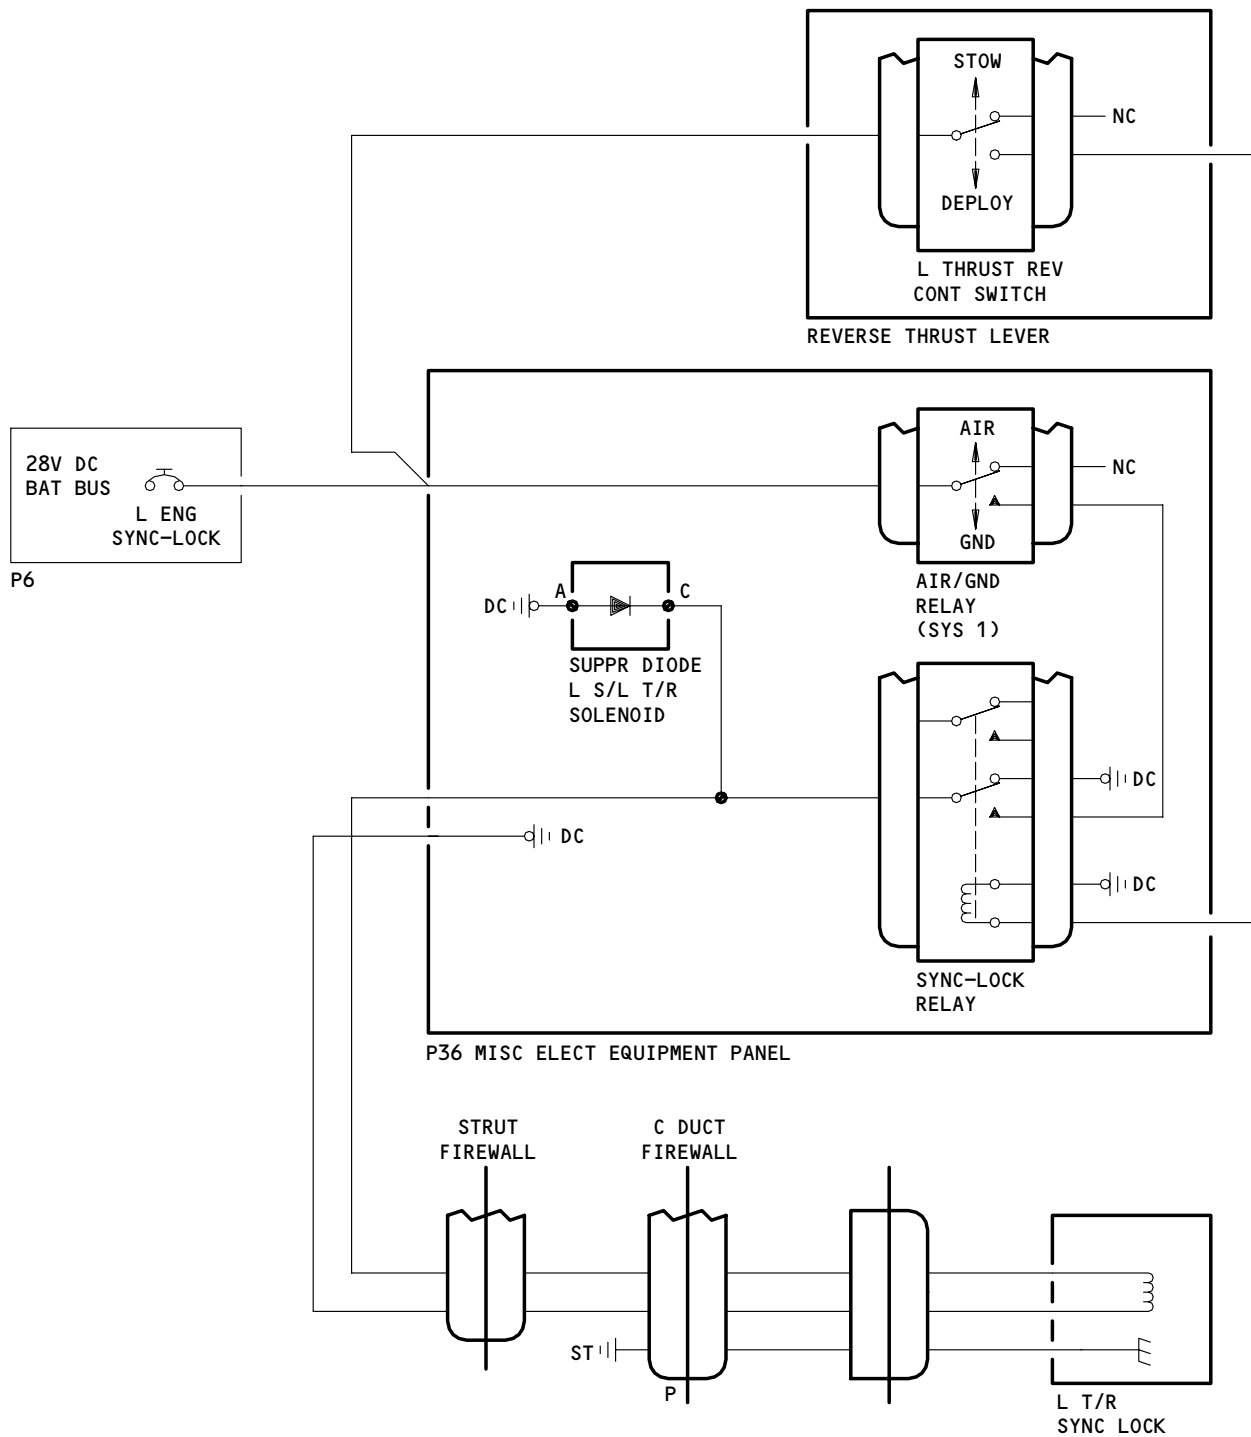 STOW
NC
DEPLOY
L THRUST REV
CONT SWITCH
REVERSE THRUST LEVER
28V DC
BAT BUS
L ENG
SYNC-LOCK
P6
AIR
NC
GND
AIR/GND
RELAY
(SYS 1)
DC
A
C
SUPPR DIODE
L S/L T/R
SOLENOID
DC
DC
DC
SYNC-LOCK
RELAY
P36 MISC ELECT EQUIPMENT PANEL
STRUT
FIREWALL
C DUCT
FIREWALL
ST
P
L T/R
SYNC LOCK